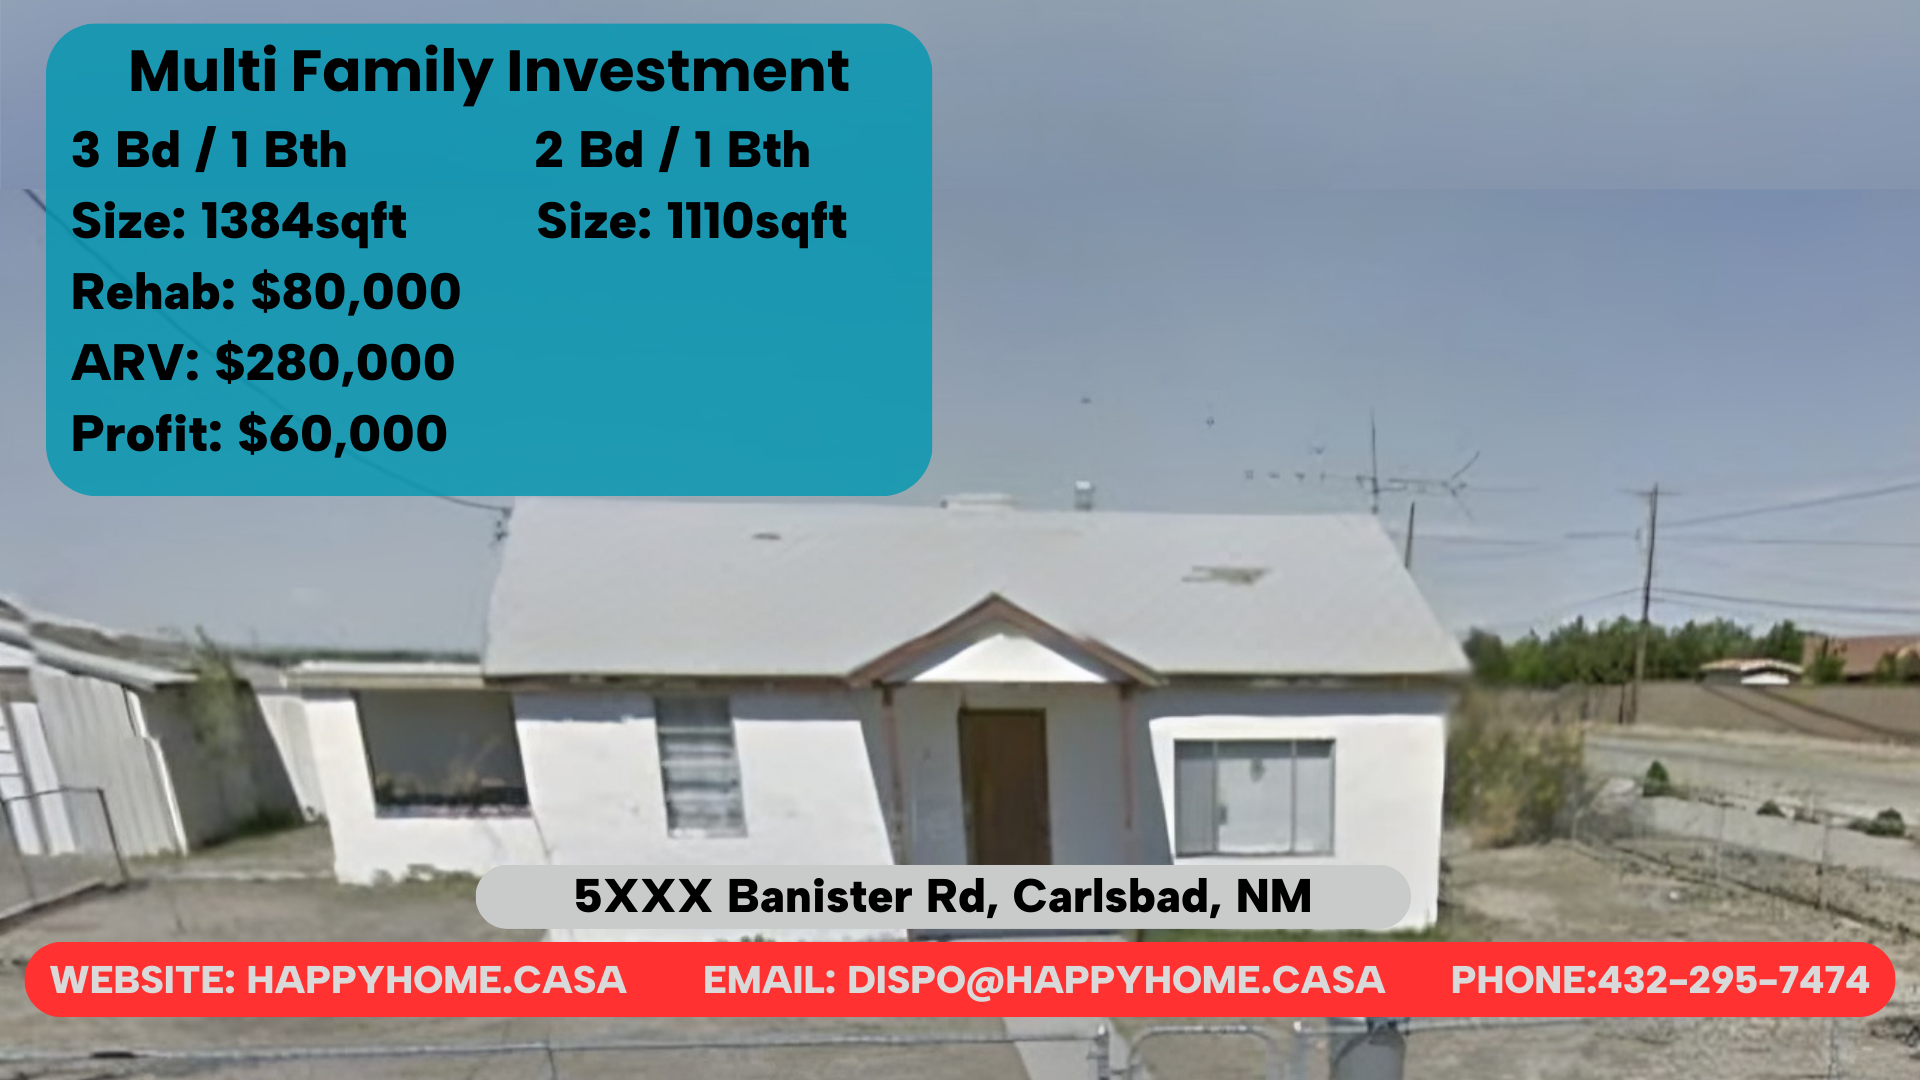 Multi Family Investment
3 Bd / 1 Bth 2 Bd / 1 Bth
Size: 1384sqft Size: 1110sqft
Rehab: $80,000
ARV: $280,000
Profit: $60,000
5XXX Banister Rd, Carlsbad, NM
WEBSITE: HAPPYHOME.CASA EMAIL: DISPO@HAPPYHOME.CASA PHONE:432-295-7474